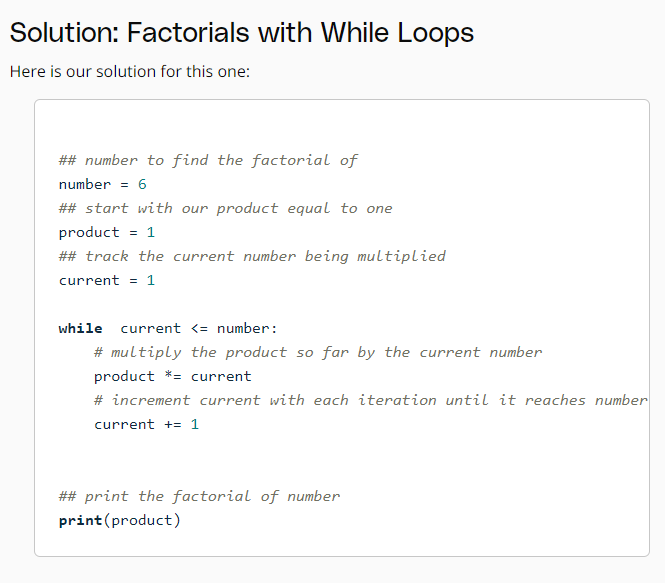 Solution: Factorials with While Loops
Here is our solution for this one:
## number to find the factorial of
number = 6
## start with our product equal to one
product = 1
## track the current number being multiplied
current = 1
while  current <= number:
    # multiply the product so far by the current number
    product *= current
    # increment current with each iteration until it reaches number
    current += 1
## print the factorial of number
print(product)